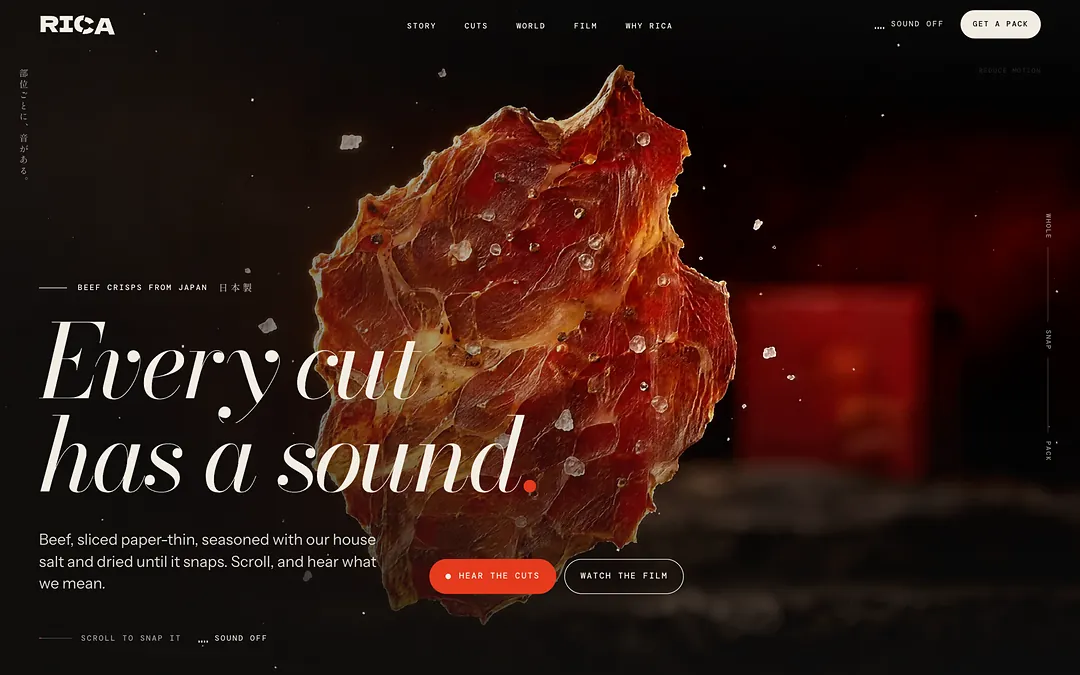 RICA
STORY
CUTS
WORLD
FILM
WHY RICA
SOUND OFF
GET A PACK
REDUCE MOTION
部位ごとに、音がある。
WHOLE
SNAP
PACK
BEEF CRISPS FROM JAPAN 日本製
Every cut
has a sound.
Beef, sliced paper-thin, seasoned with our house
salt and dried until it snaps. Scroll, and hear what
we mean.
HEAR THE CUTS
WATCH THE FILM
SCROLL TO SNAP IT
SOUND OFF